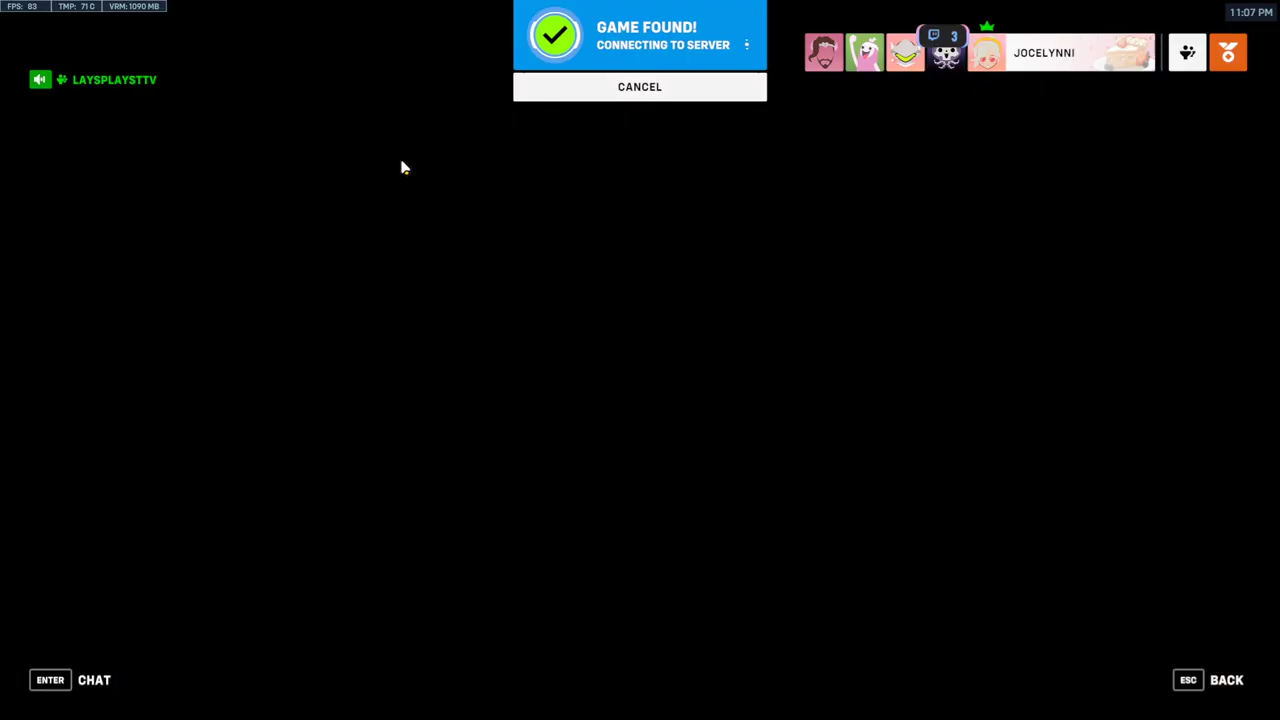 FPS: 83 TMP: 71 C VRM: 1090 MB
11:07 PM
GAME FOUND!
CONNECTING TO SERVER
CANCEL
3
JOCELYNNI
LAYSPLAYSTTV
ENTER CHAT
ESC BACK